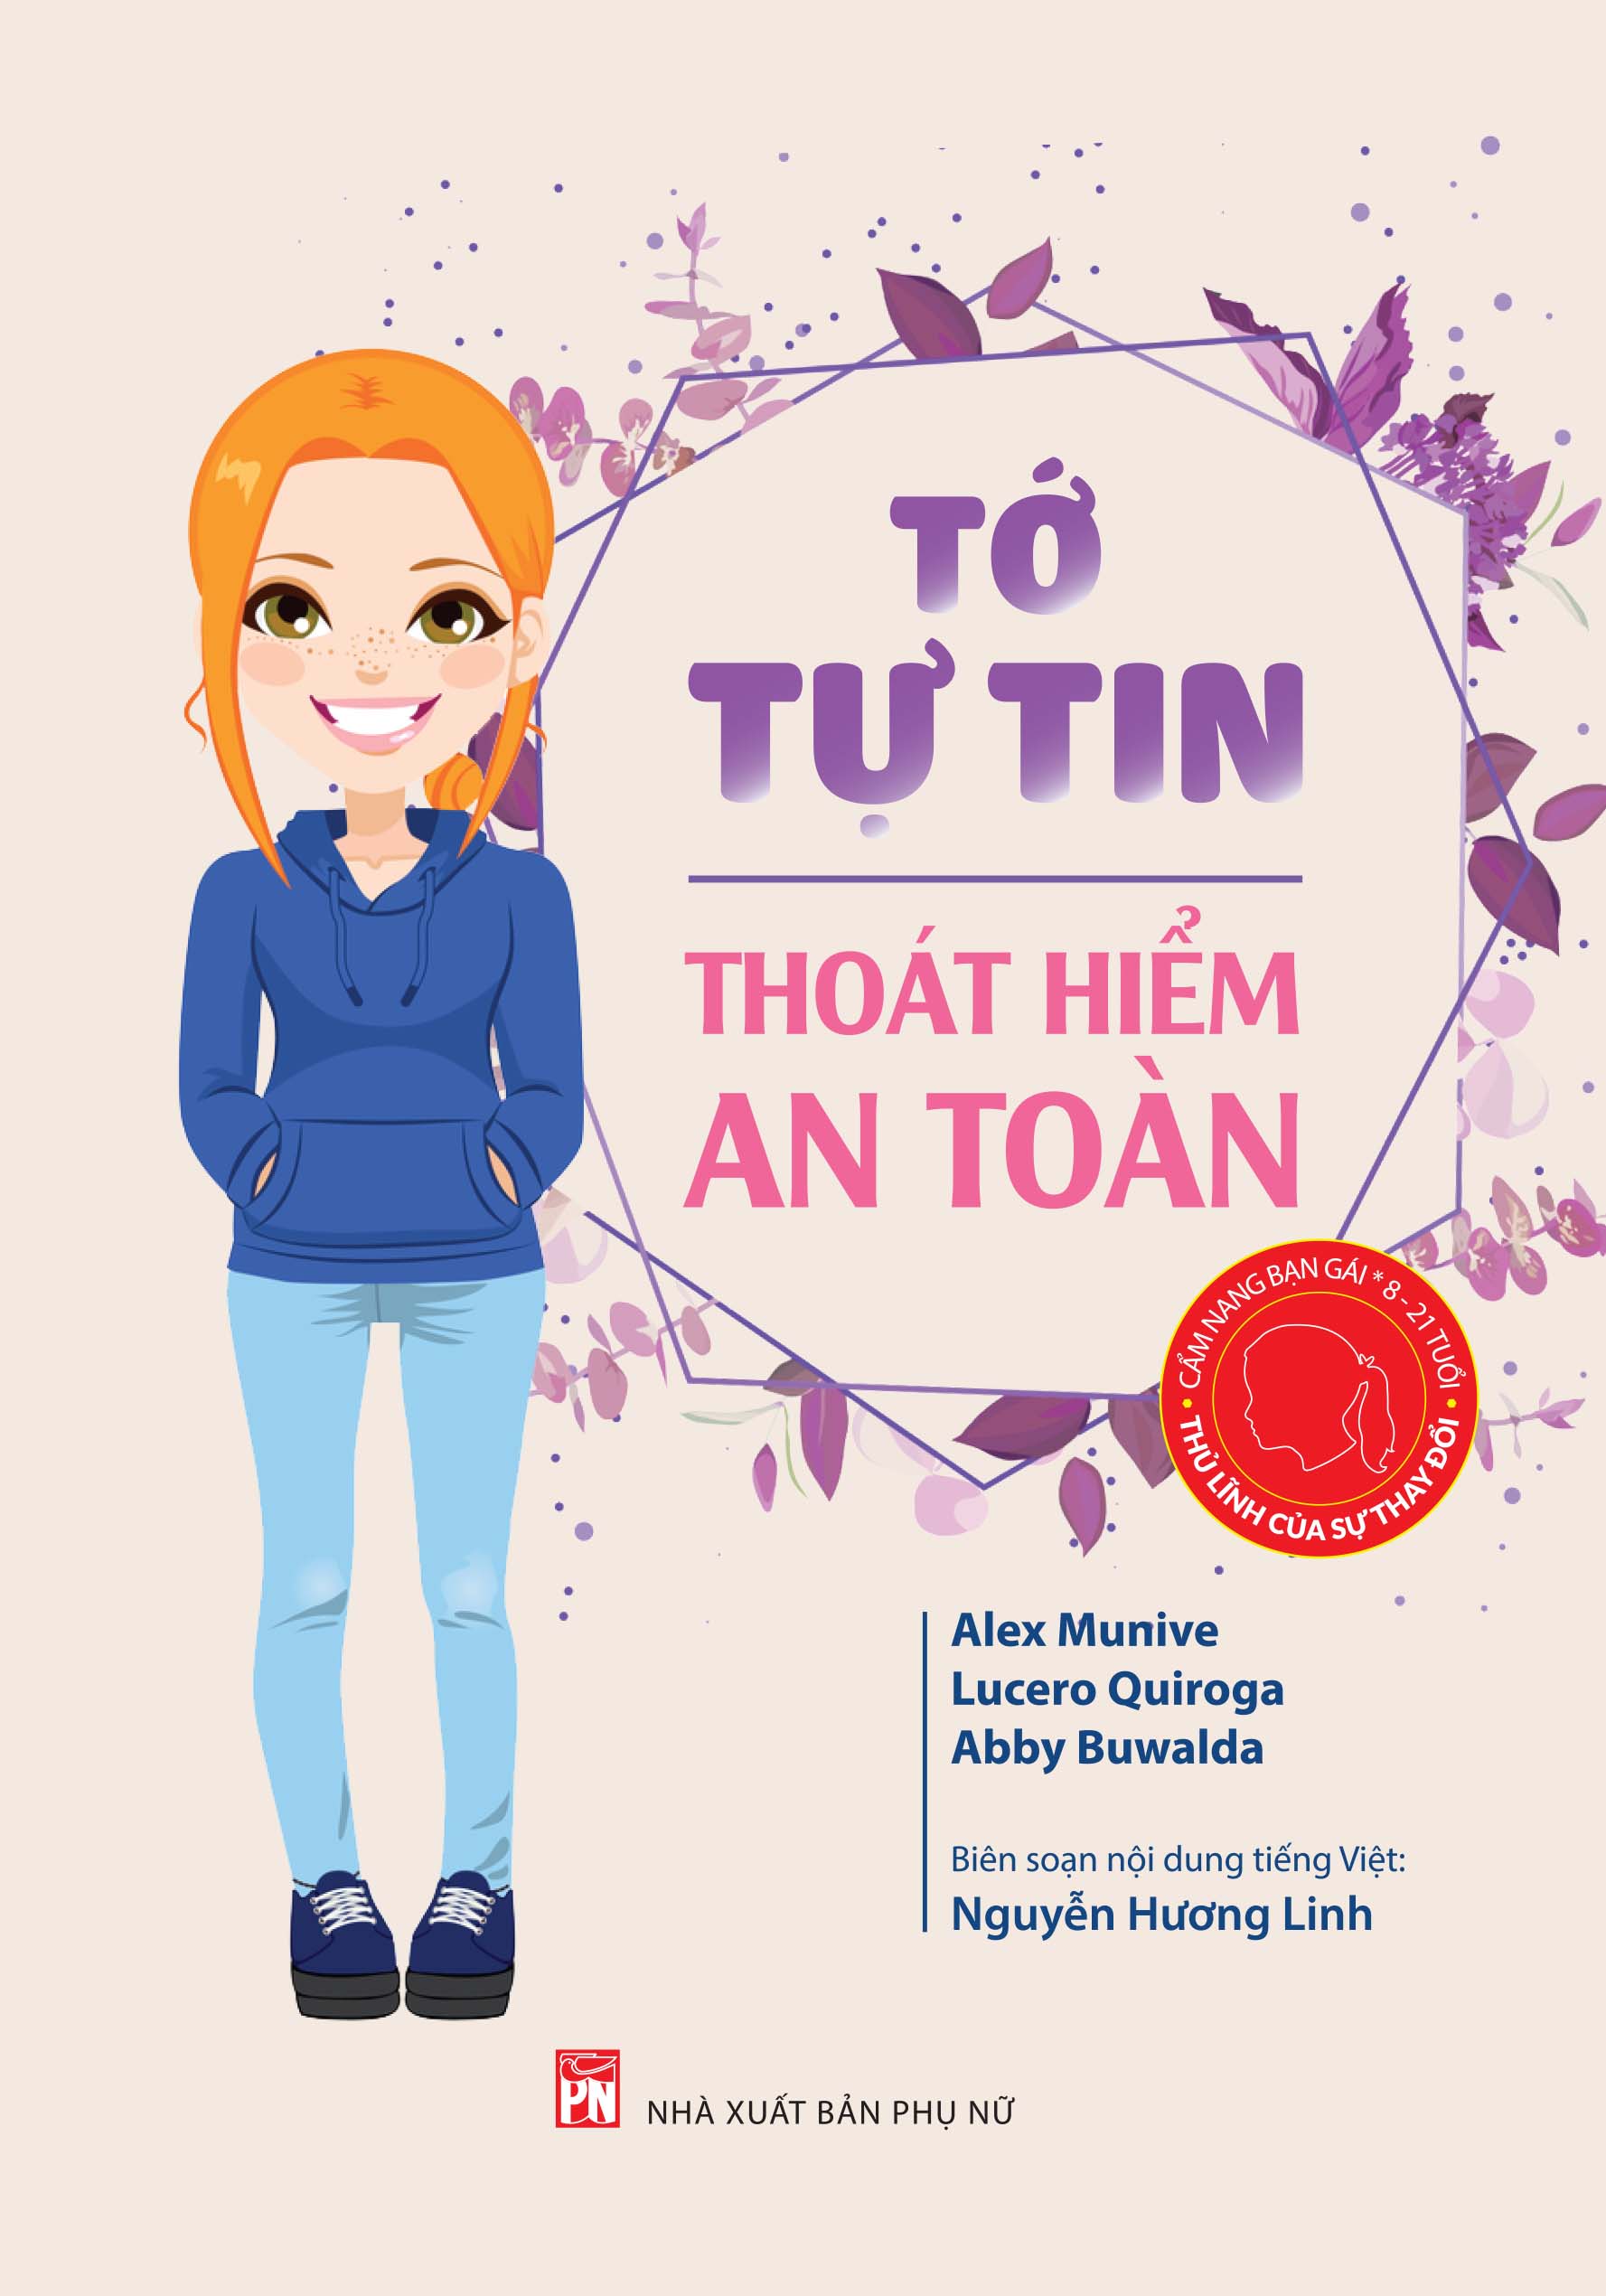 TỚ
TỰ TIN
THOÁT HIỂM
AN TOÀN
CẨM NANG BẠN GÁI * 8 - 21 TUỔI
THỦ LĨNH CỦA SỰ THAY ĐỔI
Alex Munive
Lucero Quiroga
Abby Buwalda
Biên soạn nội dung tiếng Việt:
Nguyễn Hương Linh
PN
NHÀ XUẤT BẢN PHỤ NỮ